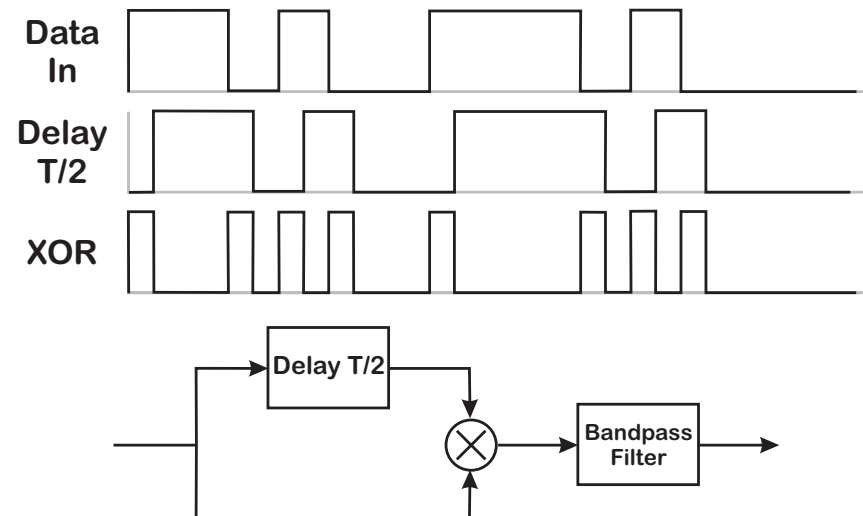 Data
In
Delay
T/2
XOR
Delay T/2
Bandpass
Filter